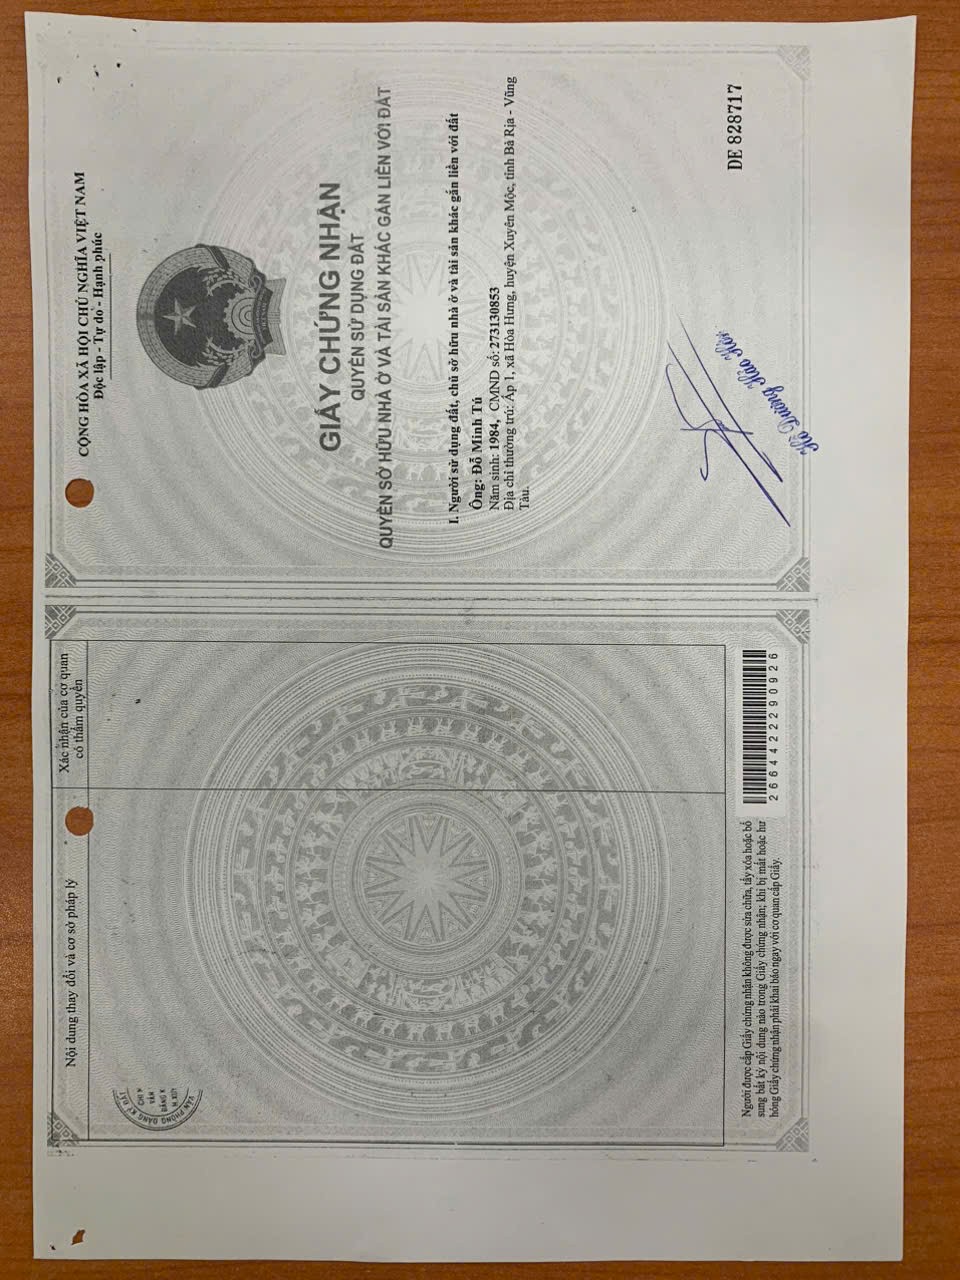 CỘNG HÒA XÃ HỘI CHỦ NGHĨA VIỆT NAM
Độc lập - Tự do - Hạnh phúc
GIẤY CHỨNG NHẬN
QUYỀN SỬ DỤNG ĐẤT
QUYỀN SỞ HỮU NHÀ Ở VÀ TÀI SẢN KHÁC GẮN LIỀN VỚI ĐẤT
I. Người sử dụng đất, chủ sở hữu nhà ở và tài sản khác gắn liền với đất
Ông: Đỗ Minh Tú
Năm sinh: 1984, CMND số: 273130853
Địa chỉ thường trú: Ấp 1, xã Hòa Hưng, huyện Xuyên Mộc, tỉnh Bà Rịa - Vũng
Tàu.
DE 828717
Nội dung thay đổi và cơ sở pháp lý
Xác nhận của cơ quan
có thẩm quyền
VĂN PHÒNG ĐĂNG KÝ ĐẤT
Người được cấp Giấy chứng nhận không được sửa chữa, tẩy xóa hoặc bổ
sung bất kỳ nội dung nào trong Giấy chứng nhận; khi bị mất hoặc hư
hỏng Giấy chứng nhận phải khai báo ngay với cơ quan cấp Giấy.
266442229 0926